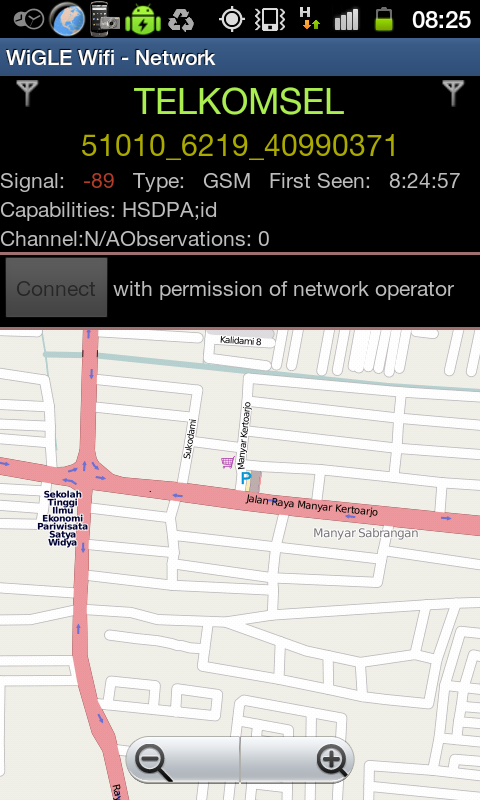 H
08:25
WiGLE Wifi - Network
TELKOMSEL
51010_6219_40990371
Signal: -89 Type: GSM First Seen: 8:24:57
Capabilities: HSDPA;id
Channel:N/AObservations: 0
Connect with permission of network operator
Kalidami 8
Sukodami
Manyar Kertoarjo
P
Jalan Raya Manyar Kertoarjo
Manyar Sabrangan
Sekolah
Tinggi
Ilmu
Ekonomi
Pariwisata
Satya
Widya
Ray